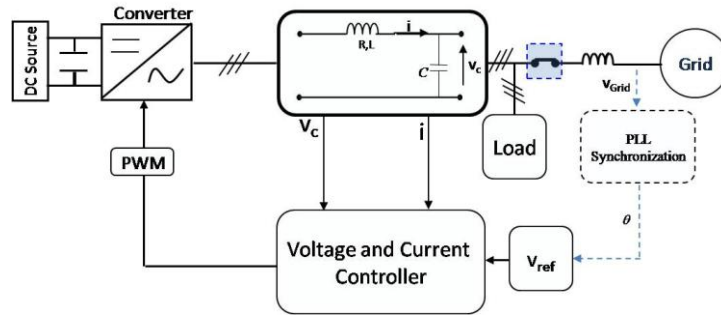 Converter
DC Source
R,L
i
C
v_c
Grid
v_Grid
V_c
i
Load
PLL
Synchronization
PWM
θ
Voltage and Current
Controller
V_ref